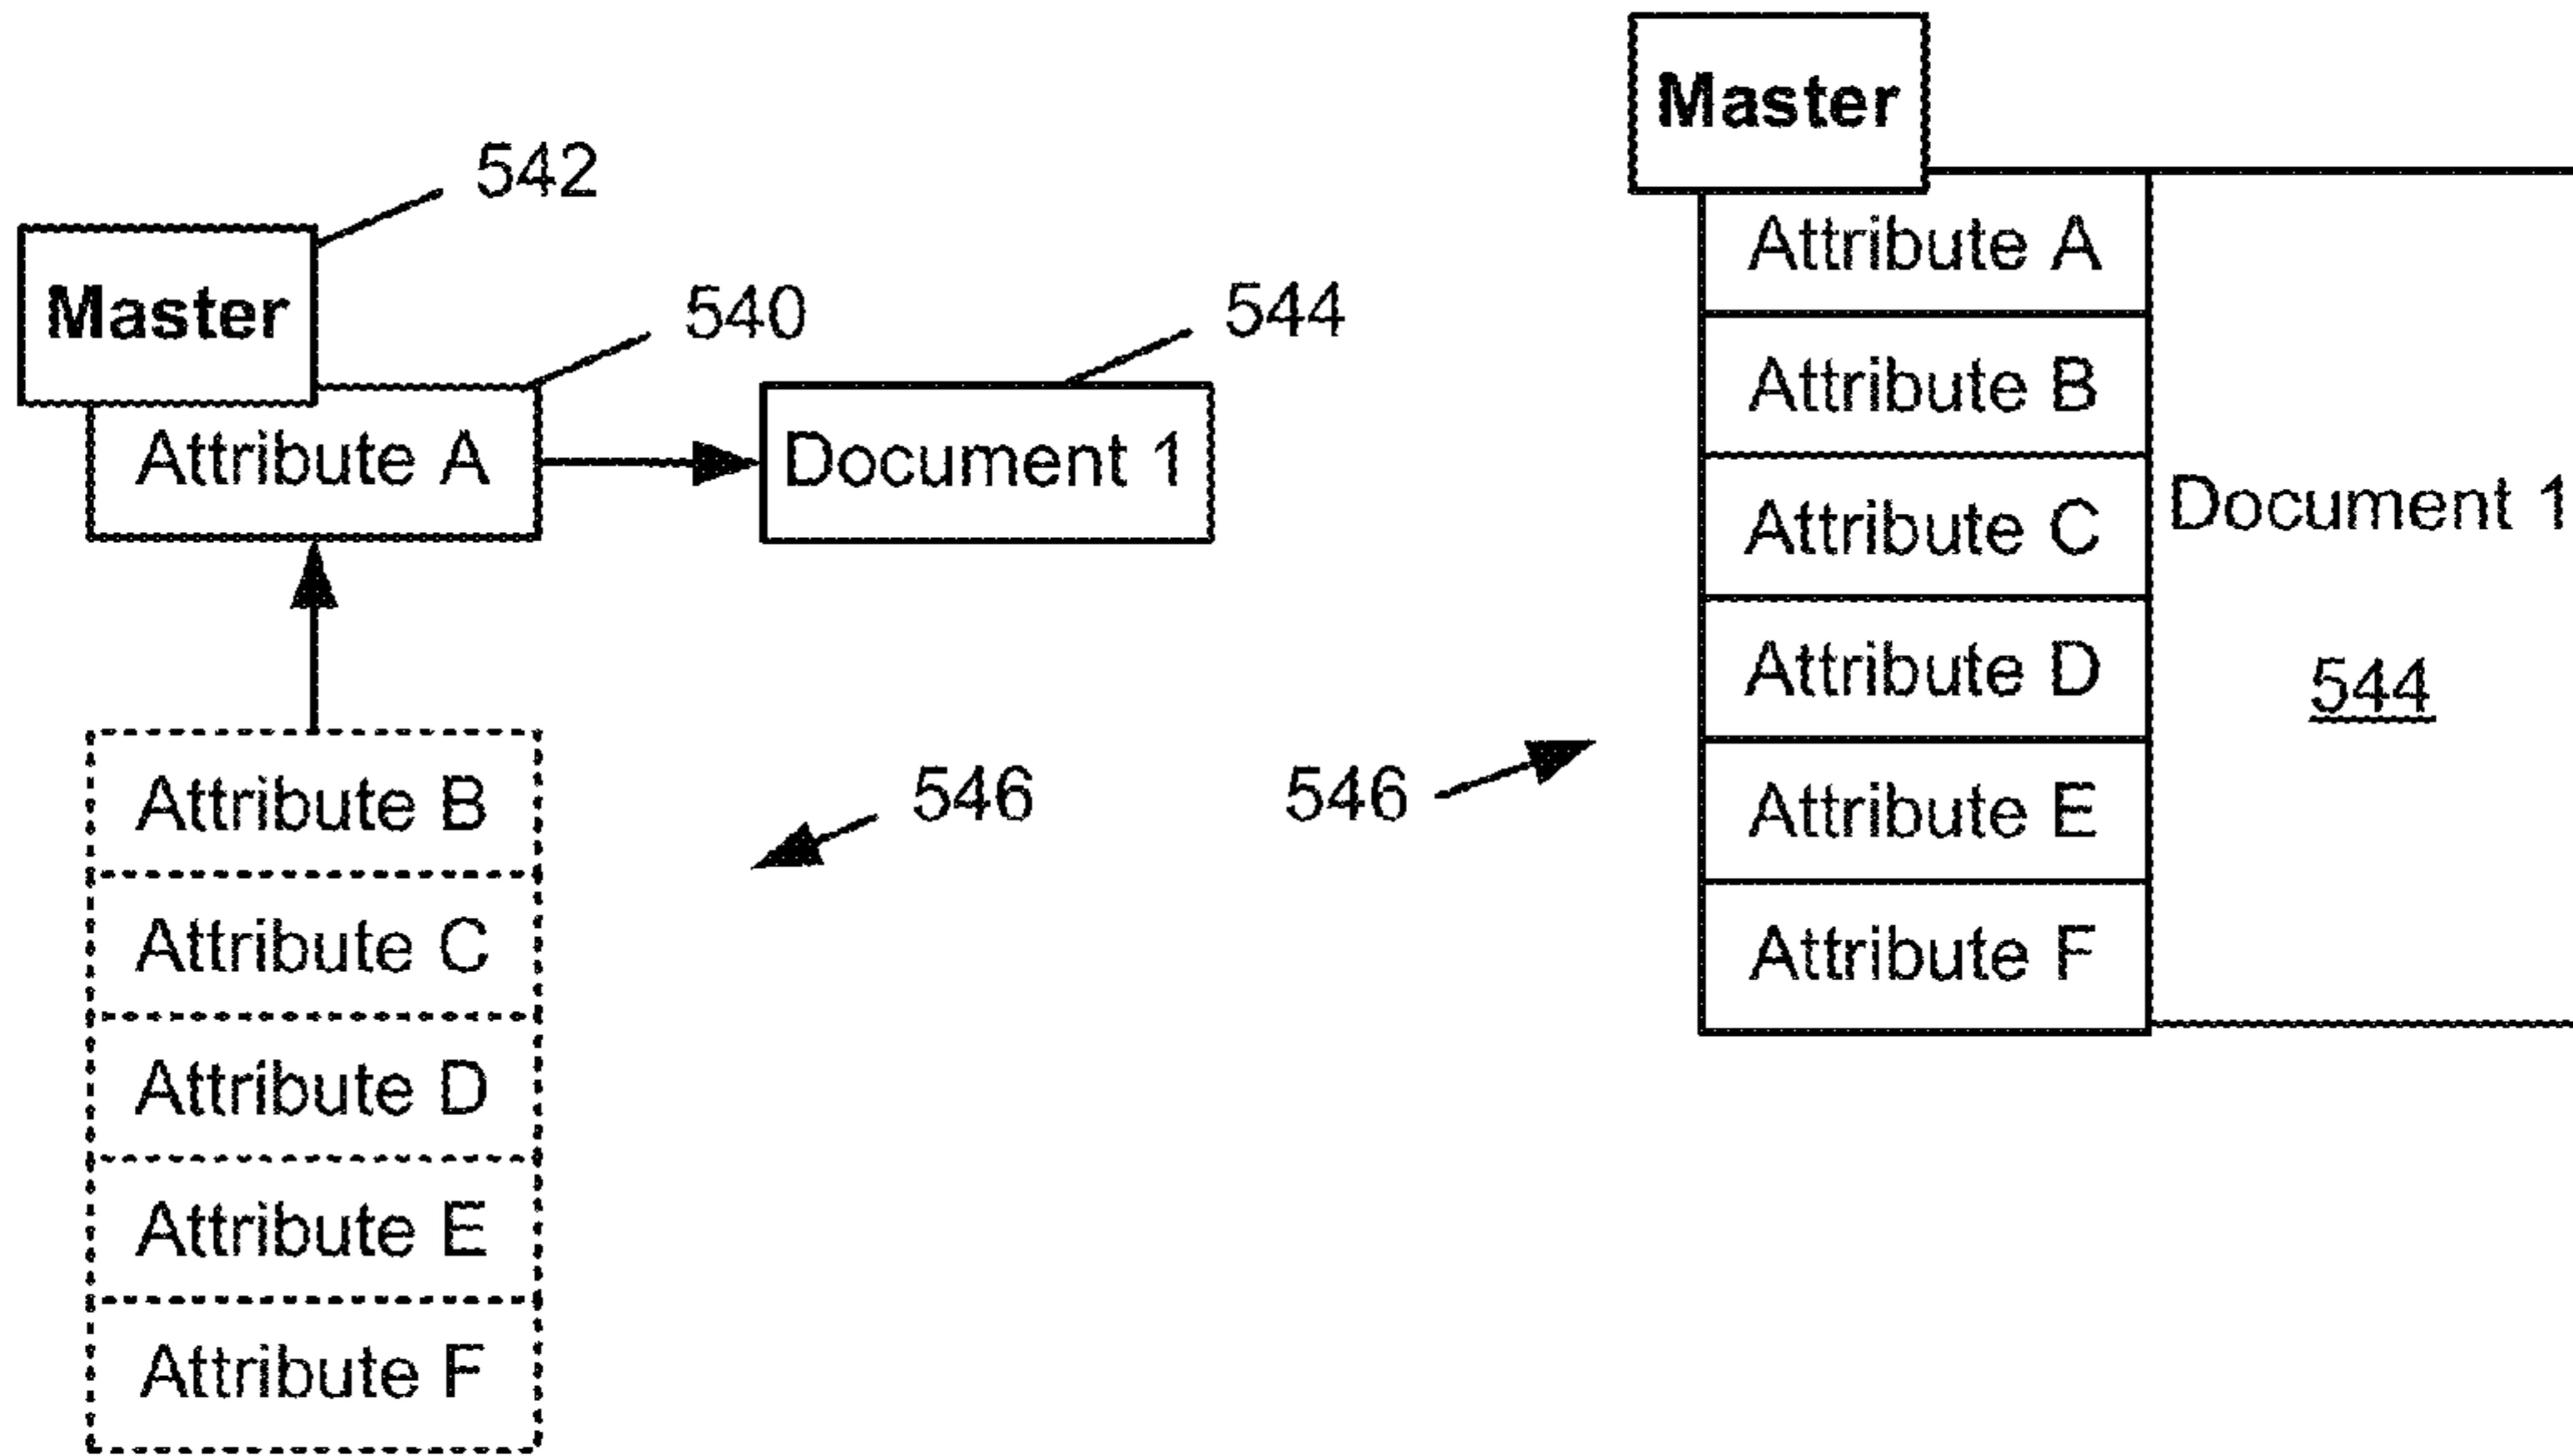 542
Master
540
544
Attribute A
Document 1
Attribute B
546
Attribute C
Attribute D
Attribute E
Attribute F
Master
Attribute A
Attribute B
Attribute C
Document 1
Attribute D
544
546
Attribute E
Attribute F